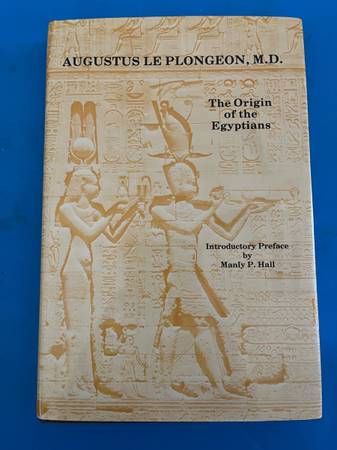 AUGUSTUS LE PLONGEON, M.D.
The Origin
of the
Egyptians
Introductory Preface
by
Manly P. Hall